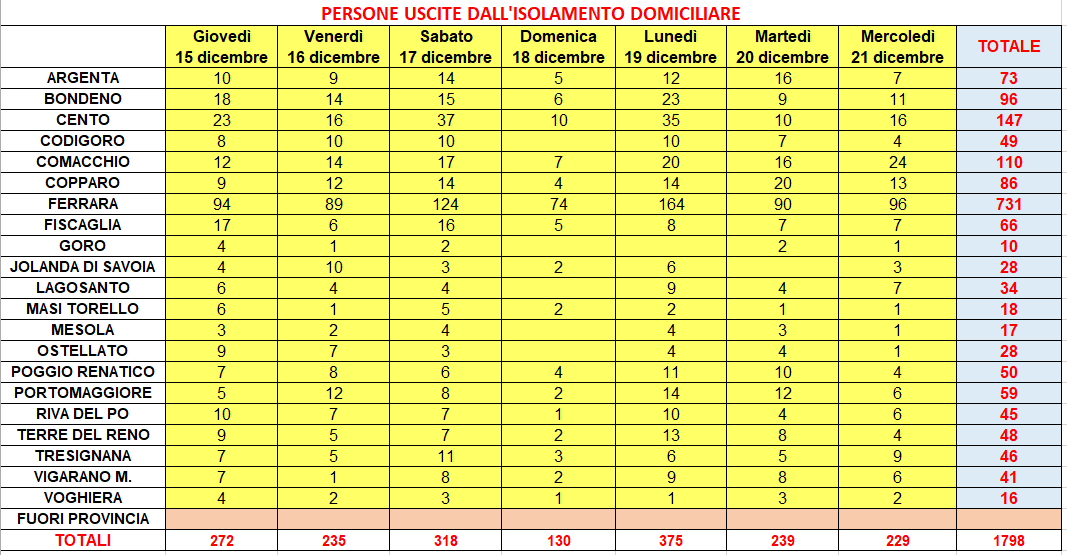 PERSONE USCITE DALL'ISOLAMENTO DOMICILIARE
Giovedì 15 dicembre Venerdì 16 dicembre Sabato 17 dicembre Domenica 18 dicembre Lunedì 19 dicembre Martedì 20 dicembre Mercoledì 21 dicembre TOTALE
ARGENTA 10 9 14 5 12 16 7 73
BONDENO 18 14 15 6 23 9 11 96
CENTO 23 16 37 10 35 10 16 147
CODIGORO 8 10 10 10 7 4 49
COMACCHIO 12 14 17 7 20 16 24 110
COPPARO 9 12 14 4 14 20 13 86
FERRARA 94 89 124 74 164 90 96 731
FISCAGLIA 17 6 16 5 8 7 7 66
GORO 4 1 2 2 1 10
JOLANDA DI SAVOIA 4 10 3 2 6 3 28
LAGOSANTO 6 4 4 9 4 7 34
MASI TORELLO 6 1 5 2 2 1 1 18
MESOLA 3 2 4 4 3 1 17
OSTELLATO 9 7 3 4 4 1 28
POGGIO RENATICO 7 8 6 4 11 10 4 50
PORTOMAGGIORE 5 12 8 2 14 12 6 59
RIVA DEL PO 10 7 7 1 10 4 6 45
TERRE DEL RENO 9 5 7 2 13 8 4 48
TRESIGNANA 7 5 11 3 6 5 9 46
VIGARANO M. 7 1 8 2 9 8 6 41
VOGHIERA 4 2 3 1 1 3 2 16
FUORI PROVINCIA
TOTALI 272 235 318 130 375 239 229 1798